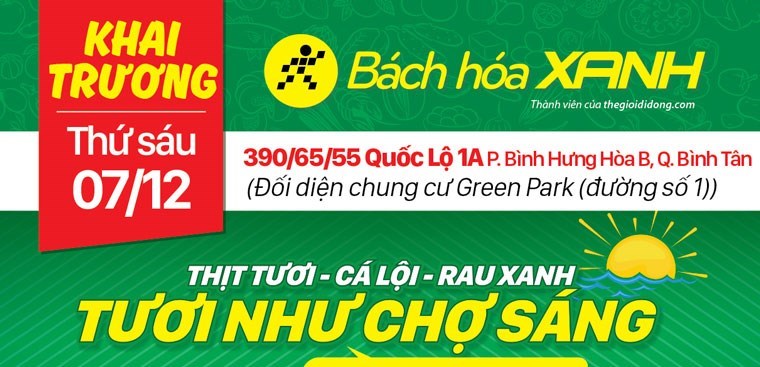 KHAI
TRƯƠNG
Thứ sáu
07/12
Bách hóa XANH
Thành viên của thegioididong.com
390/65/55 Quốc Lộ 1A P. Bình Hưng Hòa B, Q. Bình Tân
(Đối diện chung cư Green Park (đường số 1))
THỊT TƯƠI - CÁ LỘI - RAU XANH
TƯƠI NHƯ CHỢ SÁNG